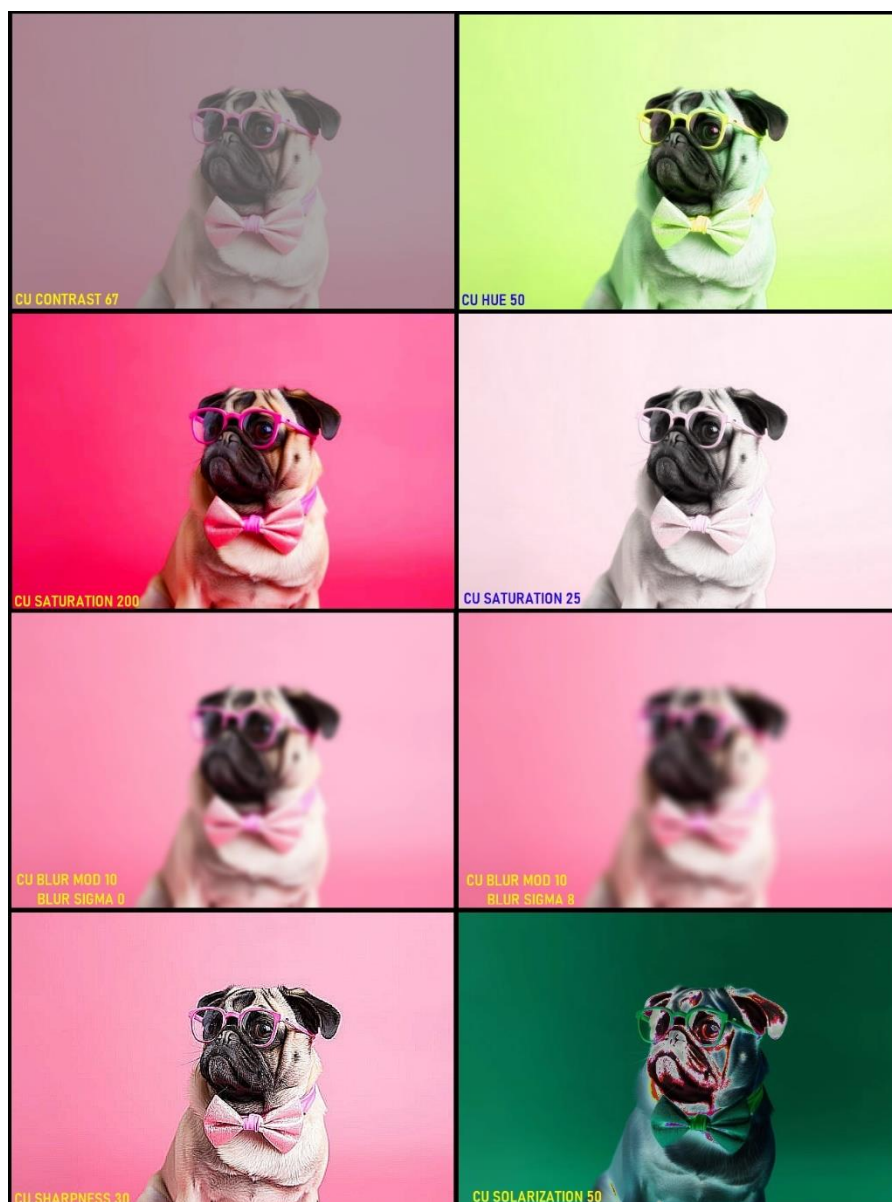 CU CONTRAST 67
CU HUE 50
CU SATURATION 200
CU SATURATION 25
CU BLUR MOD 10
BLUR SIGMA 0
CU BLUR MOD 10
BLUR SIGMA 8
CU SHARPNESS 30
CU SOLARIZATION 50